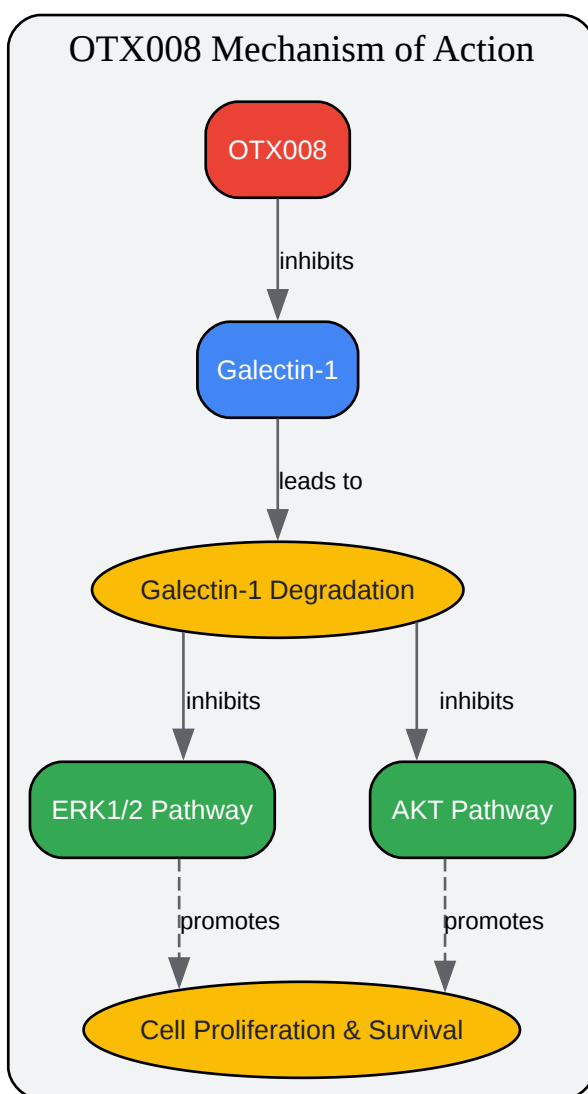 OTX008 Mechanism of Action
OTX008
inhibits
Galectin-1
leads to
Galectin-1 Degradation
inhibits
inhibits
ERK1/2 Pathway
AKT Pathway
promotes
promotes
Cell Proliferation & Survival